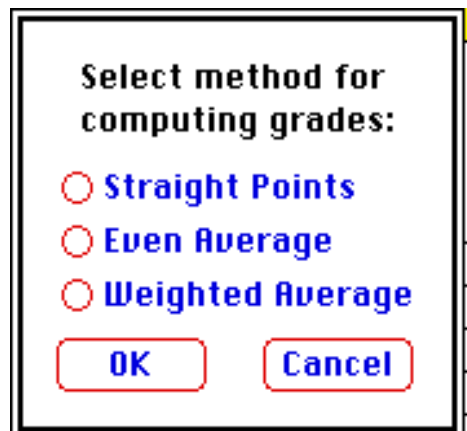 Select method for
computing grades:
Straight Points
Even Average
Weighted Average
OK Cancel